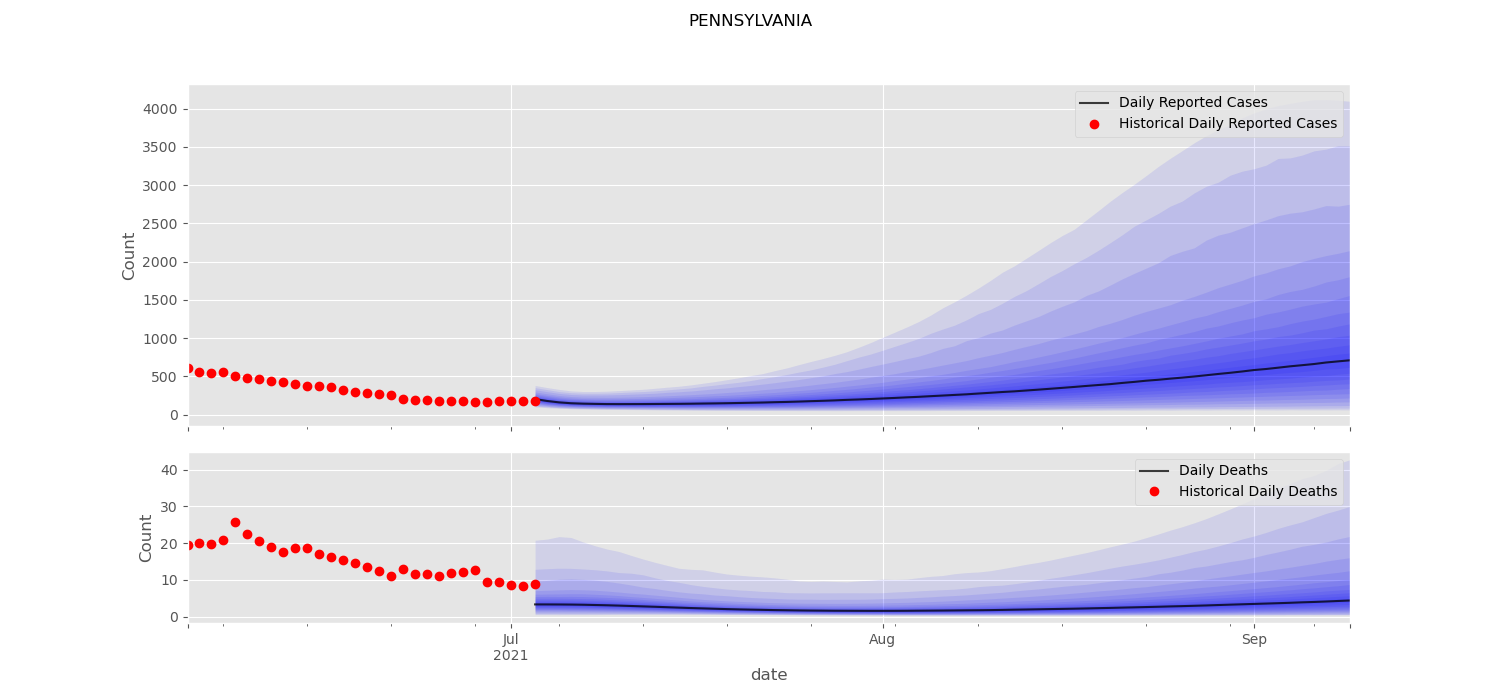 PENNSYLVANIA
4000
3500
3000
2500
2000
1500
1000
500
0
Count
Daily Reported Cases
Historical Daily Reported Cases
40
30
20
10
0
Count
Daily Deaths
Historical Daily Deaths
Jul
2021
Aug
Sep
date